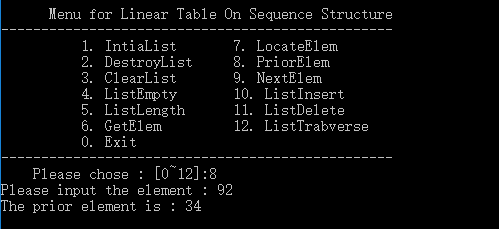 Menu for Linear Table On Sequence Structure
-------------------------------------------------
1. IntiaList 7. LocateElem
2. DestroyList 8. PriorElem
3. ClearList 9. NextElem
4. ListEmpty 10. ListInsert
5. ListLength 11. ListDelete
6. GetElem 12. ListTrabverse
0. Exit
-------------------------------------------------
Please chose : [0~12]:8
Please input the element : 92
The prior element is : 34